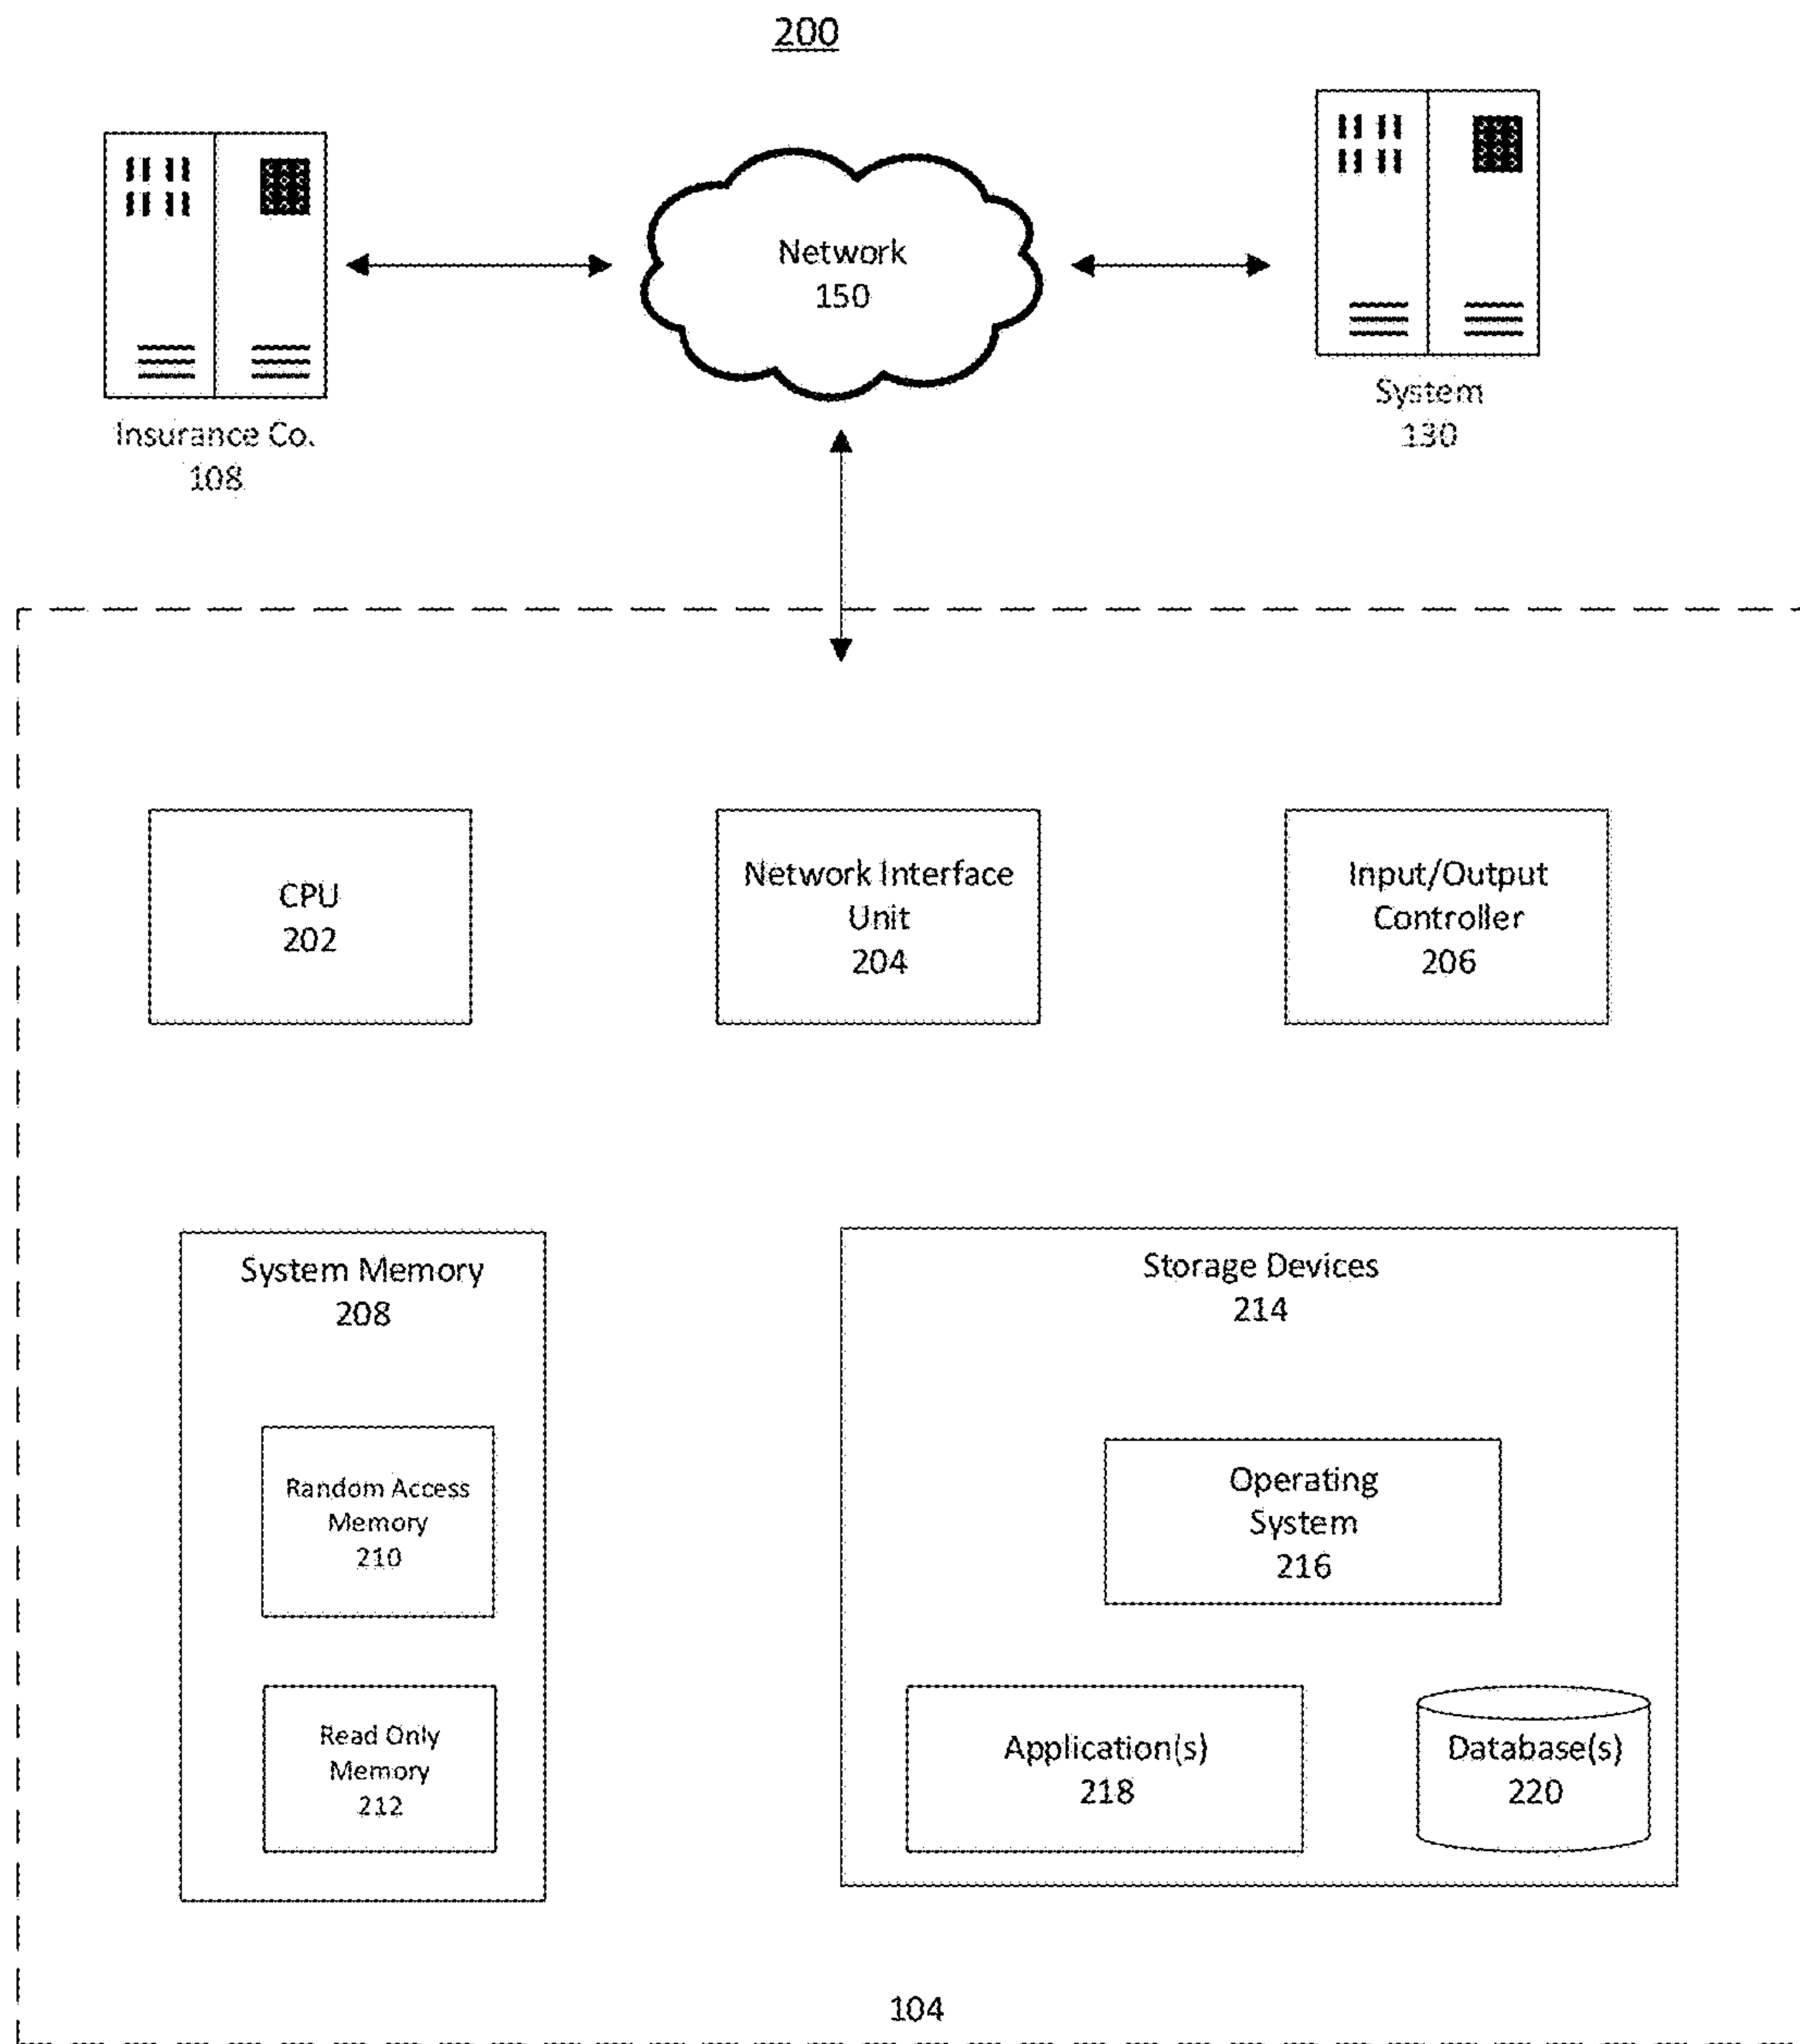 200
Network
150
Insurance Co.
108
System
130
CPU
202
Network Interface
Unit
204
Input/Output
Controller
206
System Memory
208
Random Access
Memory
210
Read Only
Memory
212
Storage Devices
214
Operating
System
216
Application(s)
218
Database(s)
220
104